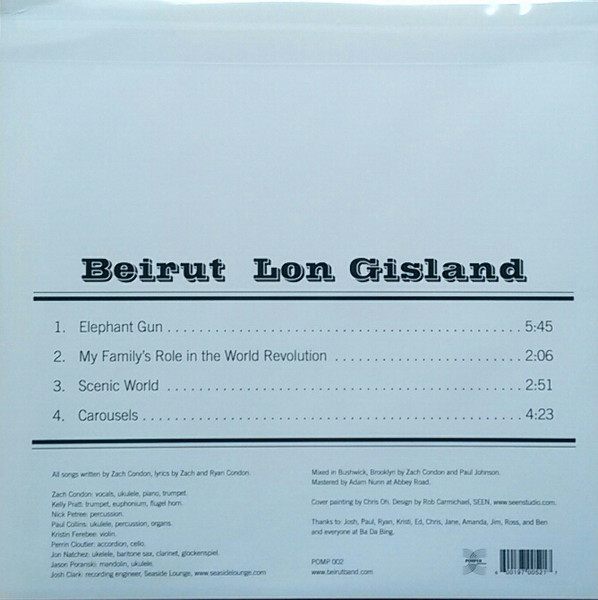 Beirut Lon Gisland
1. Elephant Gun 5:45
2. My Family's Role in the World Revolution 2:06
3. Scenic World 2:51
4. Carousels 4:23
All songs written by Zach Condon, lyrics by Zach and Ryan Condon.
Zach Condon: vocals, ukulele, piano, trumpet.
Kelly Pratt: trumpet, euphonium, flugel horn.
Nick Petree: percussion.
Paul Collins: ukulele, percussion, organs.
Kristin Ferebee: violin.
Perrin Cloutier: accordion, cello.
Jon Natchez: ukelele, baritone sax, clarinet, glockenspiel.
Jason Poranski: mandolin, ukulele.
Josh Clark: recording engineer, Seaside Lounge, www.seasidelounge.com
Mixed in Bushwick, Brooklyn by Zach Condon and Paul Johnson.
Mastered by Adam Nunn at Abbey Road.
Cover painting by Chris Oh. Design by Rob Carmichael, SEEN, www.seenstudio.com.
Thanks to: Josh, Paul, Ryan, Kristi, Ed, Chris, Jane, Amanda, Jim, Ross, and Ben
and everyone at Ba Da Bing.
POMP 002
www.beirutband.com
POMPEII
6 00197 00521 1